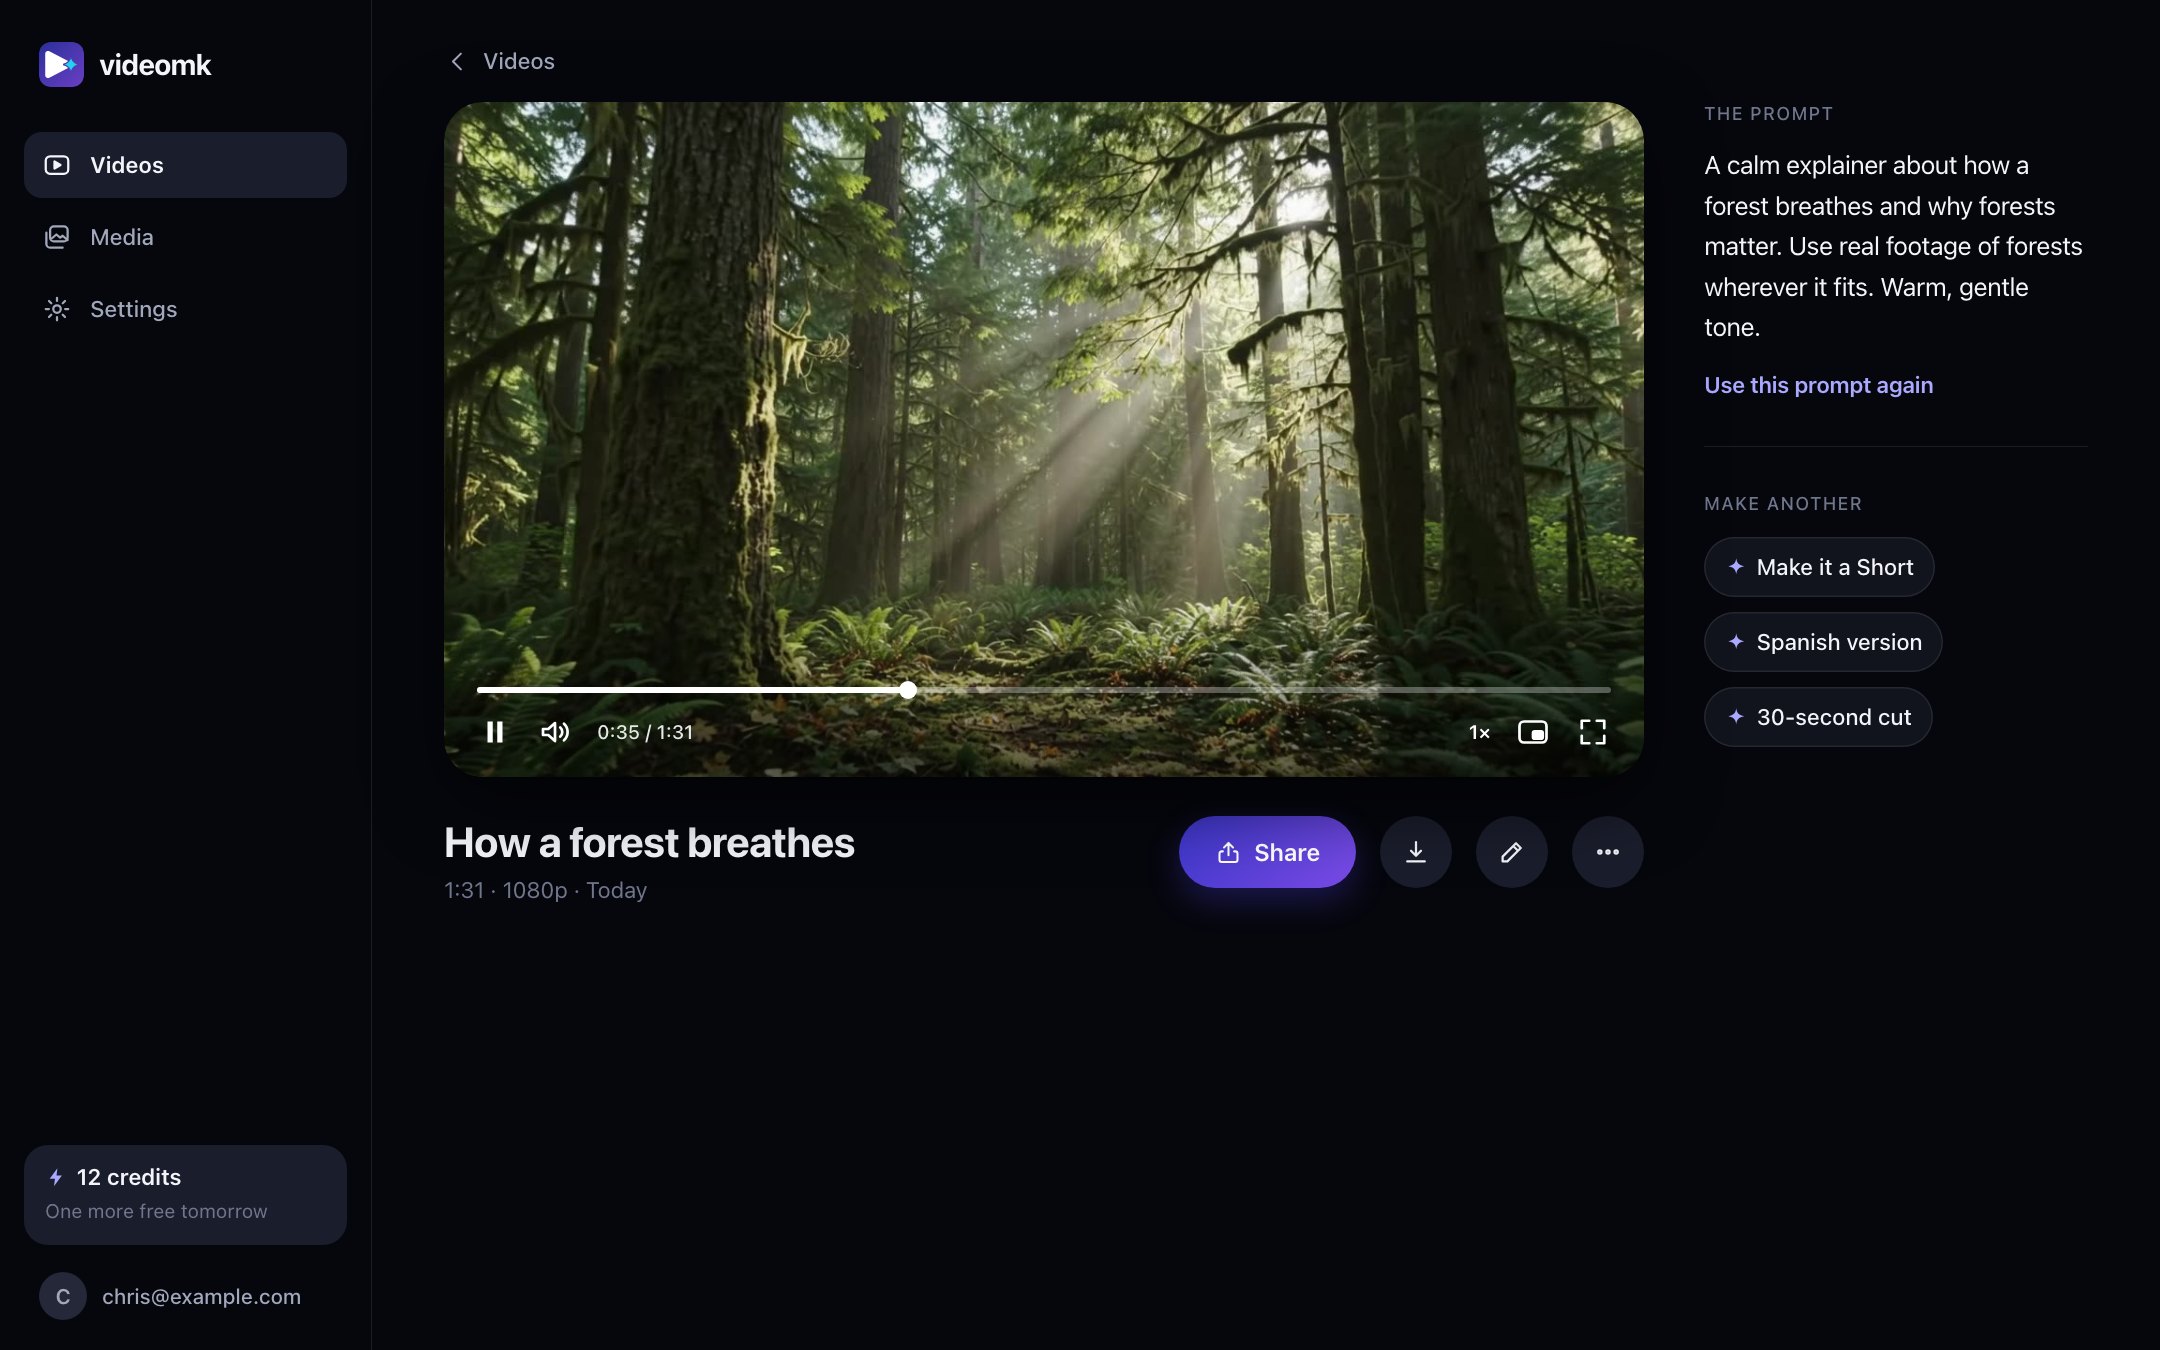 videomk
Videos
Media
Settings
12 credits
One more free tomorrow
C
chris@example.com
Videos
0:35 / 1:31
1×
How a forest breathes
1:31 · 1080p · Today
Share
THE PROMPT
A calm explainer about how a
forest breathes and why forests
matter. Use real footage of forests
wherever it fits. Warm, gentle
tone.
Use this prompt again
MAKE ANOTHER
Make it a Short
Spanish version
30-second cut